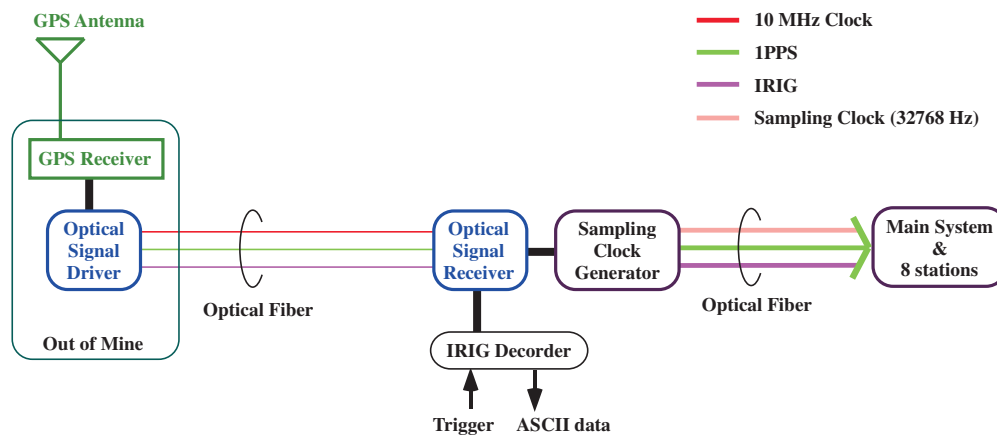 GPS Antenna
10 MHz Clock
1PPS
IRIG
Sampling Clock (32768 Hz)
GPS Receiver
Optical
Signal
Driver
Optical
Signal
Receiver
Sampling
Clock
Generator
Main System
&
8 stations
Optical Fiber
Optical Fiber
Out of Mine
IRIG Decorder
Trigger
ASCII data